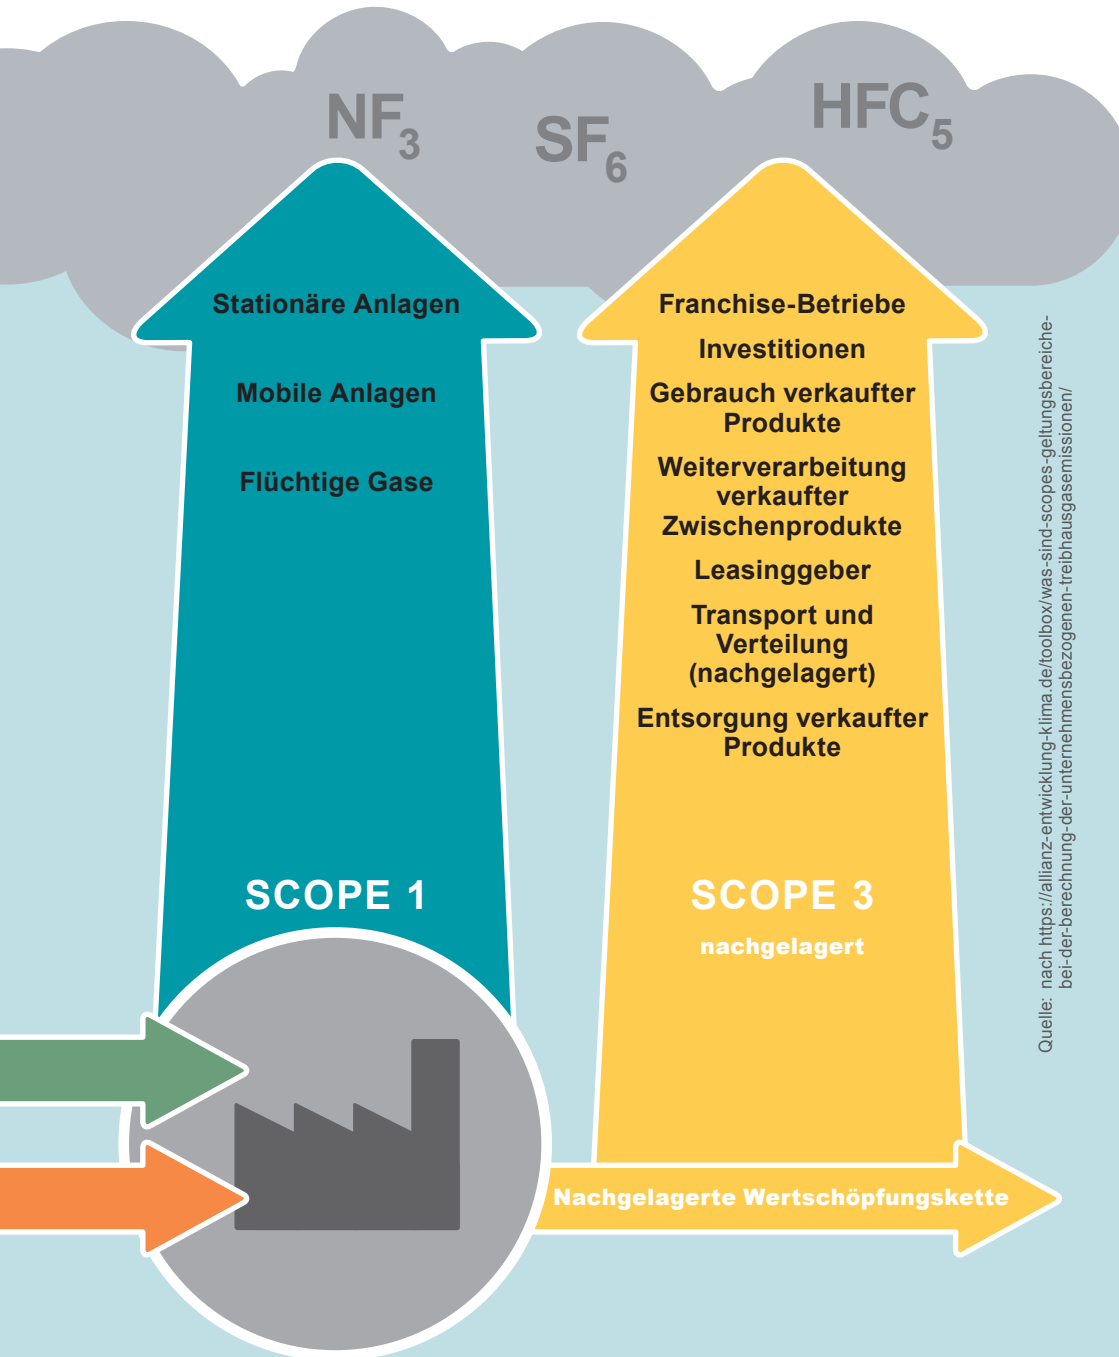 NF3
SF6
HFC5
Stationäre Anlagen
Mobile Anlagen
Flüchtige Gase
SCOPE 1
Franchise-Betriebe
Investitionen
Gebrauch verkaufter
Produkte
Weiterverarbeitung
verkaufter
Zwischenprodukte
Leasinggeber
Transport und
Verteilung
(nachgelagert)
Entsorgung verkaufter
Produkte
SCOPE 3
nachgelagert
Nachgelagerte Wertschöpfungskette
Quelle: nach https://allianz-entwicklung-klima.de/toolbox/was-sind-scopes-geltungsbereiche-
bei-der-berechnung-der-unternehmensbezogenen-treibhausgasemissionen/